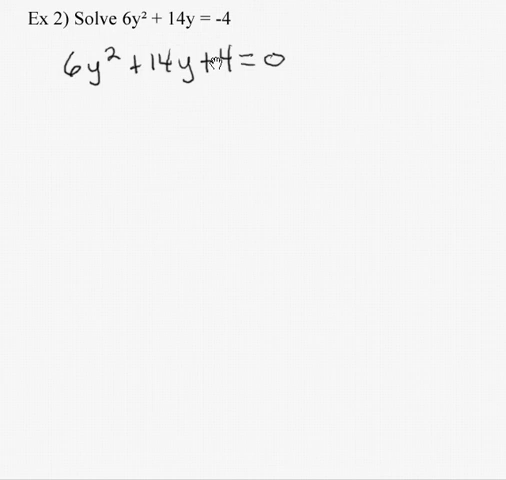 Ex 2) Solve 6y² + 14y = -4
6y² + 14y + 4 = 0